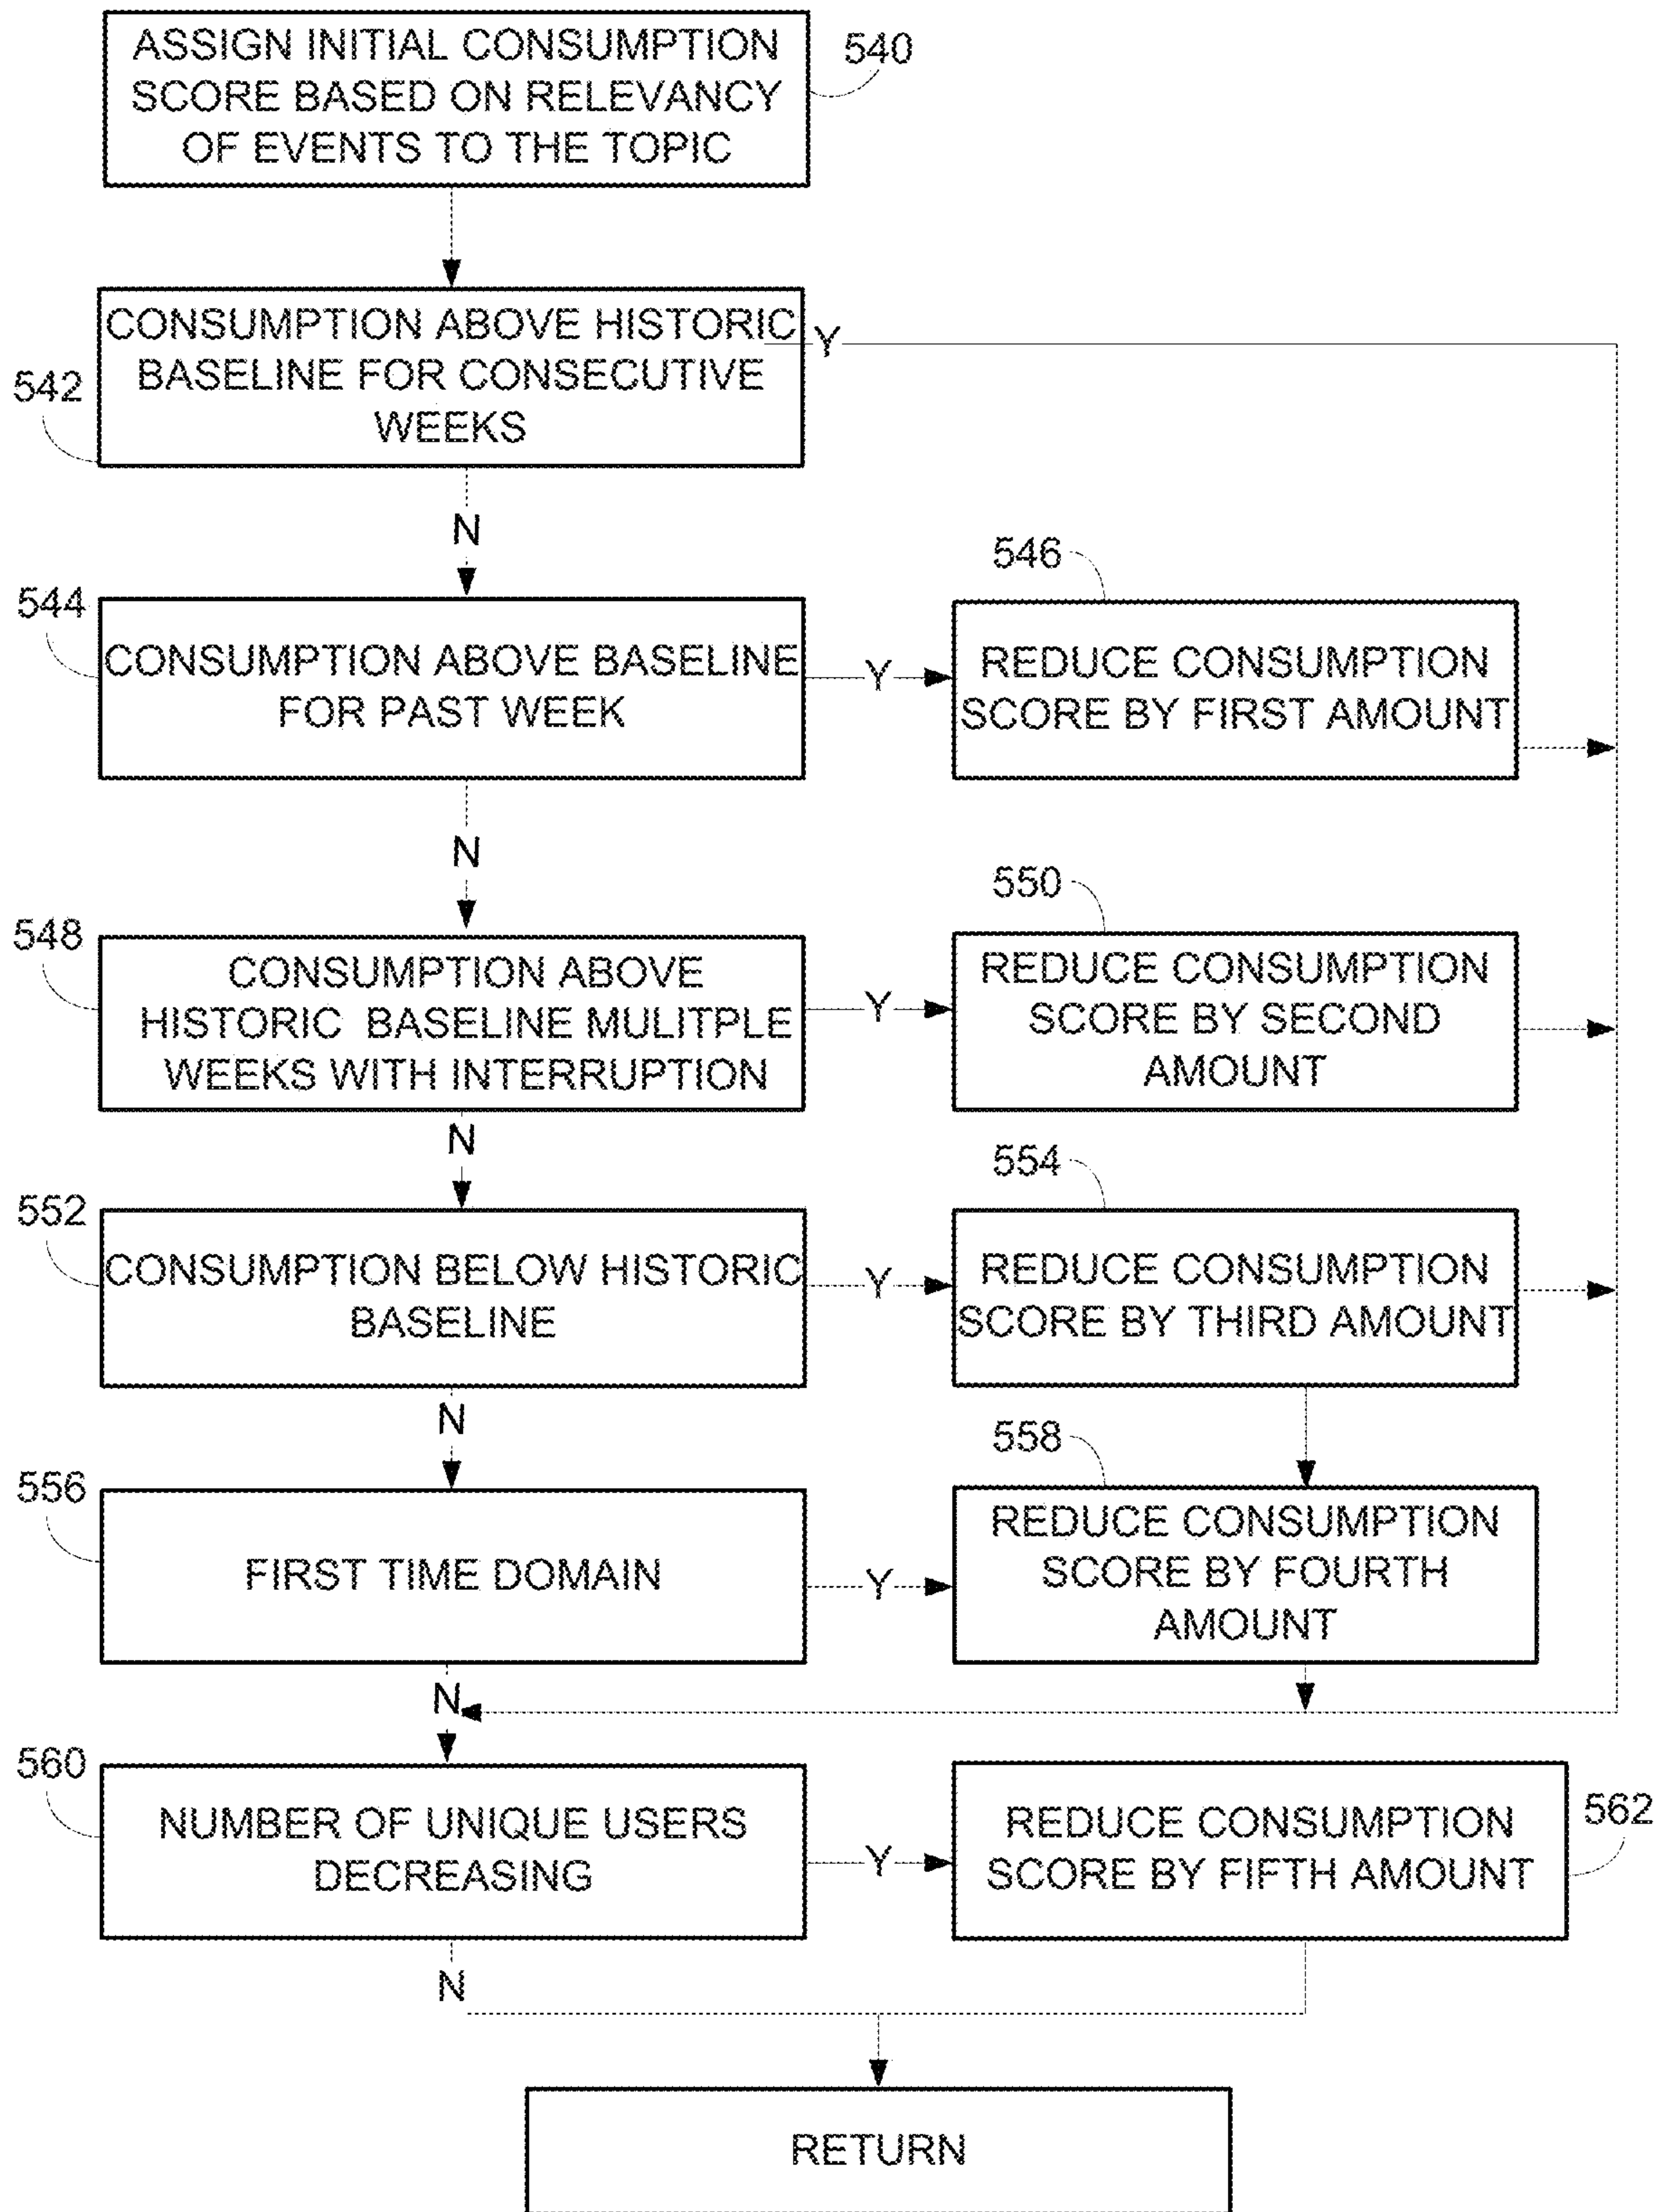 ASSIGN INITIAL CONSUMPTION
SCORE BASED ON RELEVANCY
OF EVENTS TO THE TOPIC
540
CONSUMPTION ABOVE HISTORIC
BASELINE FOR CONSECUTIVE
WEEKS
Y
542
N
546
544
CONSUMPTION ABOVE BASELINE
FOR PAST WEEK
Y
REDUCE CONSUMPTION
SCORE BY FIRST AMOUNT
N
550
548
CONSUMPTION ABOVE
HISTORIC BASELINE MULITPLE
WEEKS WITH INTERRUPTION
Y
REDUCE CONSUMPTION
SCORE BY SECOND
AMOUNT
N
554
552
CONSUMPTION BELOW HISTORIC
BASELINE
Y
REDUCE CONSUMPTION
SCORE BY THIRD AMOUNT
N
558
556
FIRST TIME DOMAIN
Y
REDUCE CONSUMPTION
SCORE BY FOURTH
AMOUNT
N
560
NUMBER OF UNIQUE USERS
DECREASING
Y
REDUCE CONSUMPTION
SCORE BY FIFTH AMOUNT
562
N
RETURN